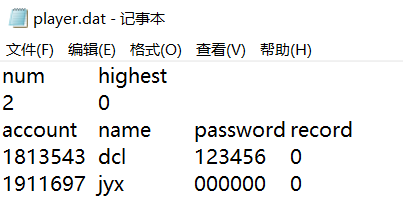 player.dat - 记事本
文件(F) 编辑(E) 格式(O) 查看(V) 帮助(H)
num highest
2 0
account name password record
1813543 dcl 123456 0
1911697 jyx 000000 0